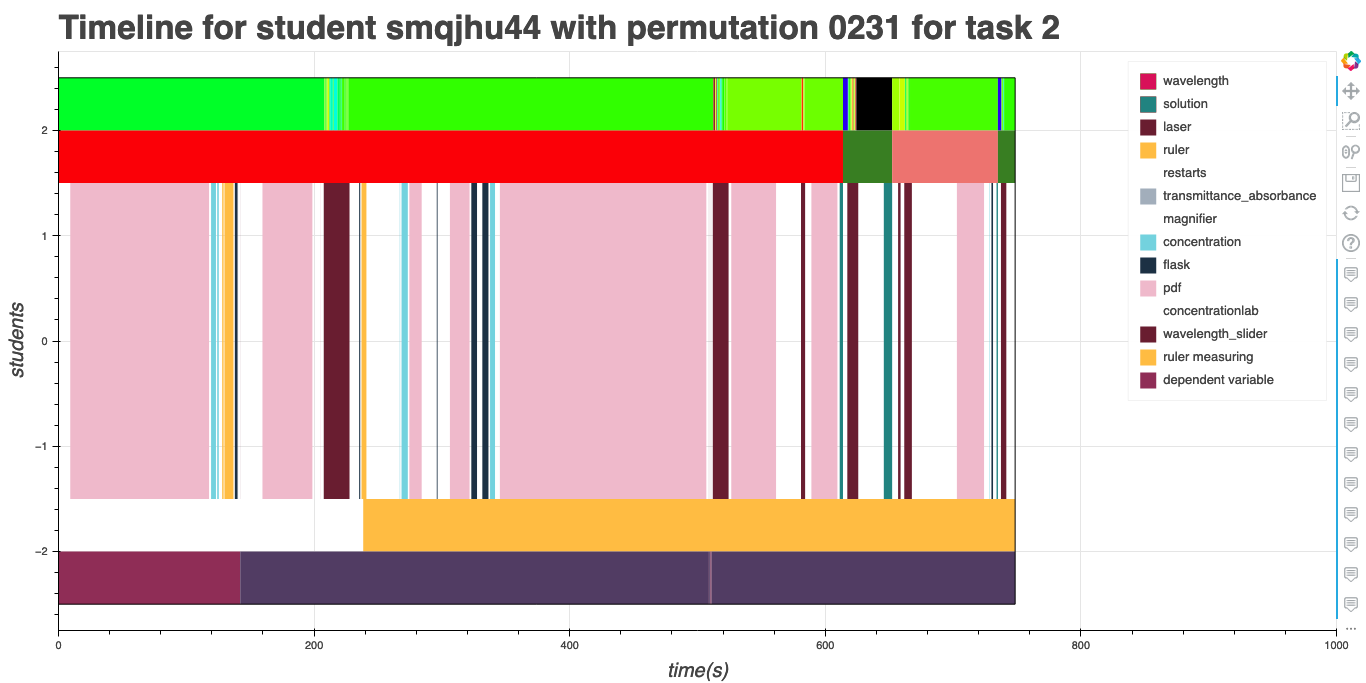 Timeline for student smqjhu44 with permutation 0231 for task 2
wavelength
solution
laser
ruler
restarts
transmittance_absorbance
magnifier
concentration
flask
pdf
concentrationlab
wavelength_slider
ruler measuring
dependent variable
students
2
1
0
−1
−2
0
200
400
600
800
1000
time(s)